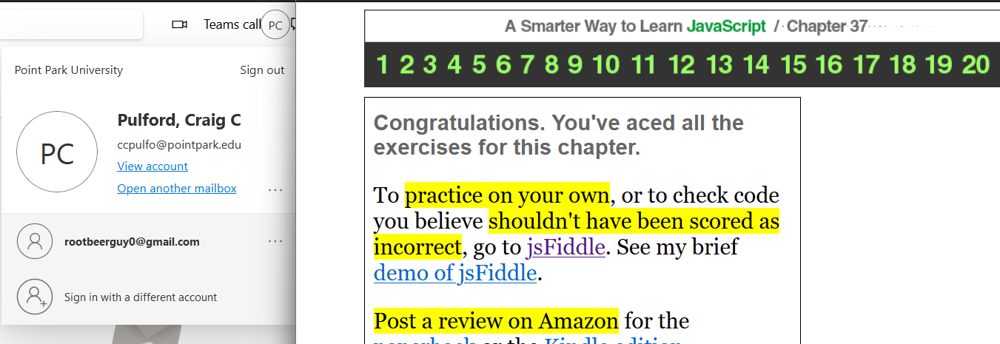 Teams call
PC
Point Park University
Sign out
PC
Pulford, Craig C
ccpulfo@pointpark.edu
View account
Open another mailbox
rootbeerguy0@gmail.com
Sign in with a different account
A Smarter Way to Learn JavaScript / Chapter 37
1 2 3 4 5 6 7 8 9 10 11 12 13 14 15 16 17 18 19 20
Congratulations. You've aced all the
exercises for this chapter.
To practice on your own, or to check code
you believe shouldn't have been scored as
incorrect, go to jsFiddle. See my brief
demo of jsFiddle.
Post a review on Amazon for the
paperback or the Kindle edition